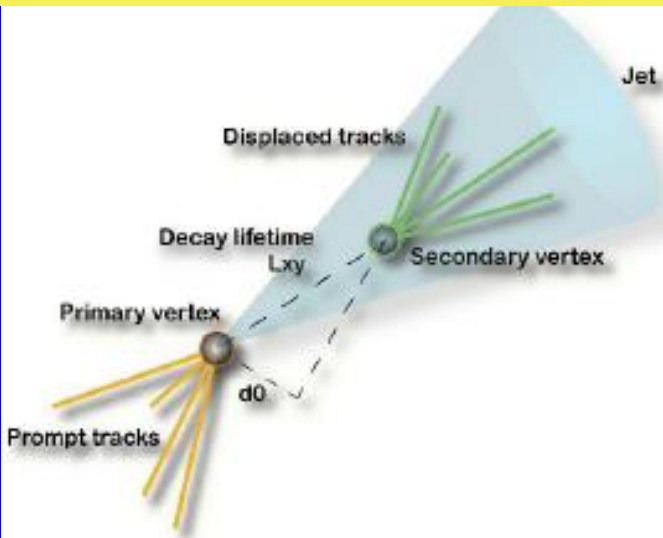 Jet
Displaced tracks
Decay lifetime
Lxy
Secondary vertex
Primary vertex
d0
Prompt tracks